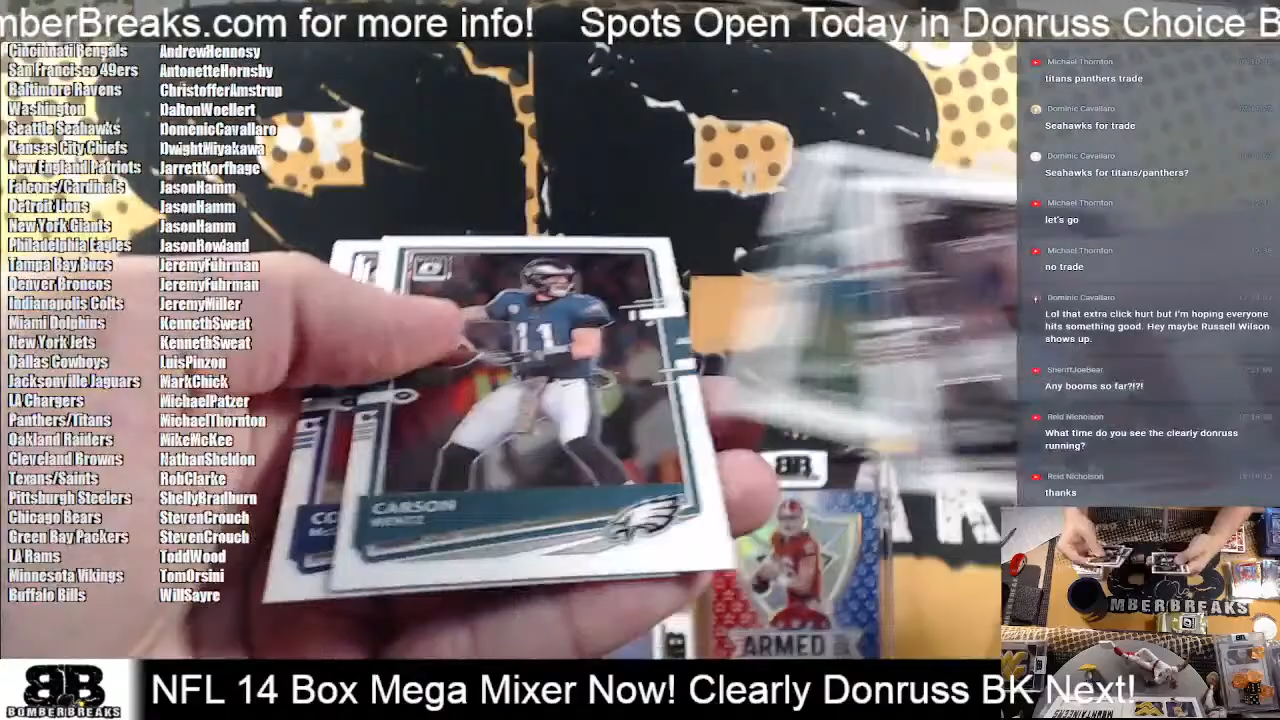 mberBreaks.com for more info!    Spots Open Today in Donruss Choice B
Cincinnati Bengals AndrewHennosy
San Francisco 49ers AntonetteHornsby
Baltimore Ravens ChristofferAmstrup
Washington DaltonWoellert
Seattle Seahawks DomenicCavallaro
Kansas City Chiefs DwightMiyakawa
New England Patriots JarrettKorfhage
Falcons/Cardinals JasonHamm
Detroit Lions JasonHamm
New York Giants JasonHamm
Philadelphia Eagles JasonRowland
Tampa Bay Bucs JeremyFuhrman
Denver Broncos JeremyFuhrman
Indianapolis Colts JeremyMiller
Miami Dolphins KennethSweat
New York Jets KennethSweat
Dallas Cowboys LuisPinzon
Jacksonville Jaguars MarkChick
LA Chargers MichaelPatzer
Panthers/Titans MichaelThornton
Oakland Raiders MikeMcKee
Cleveland Browns NathanSheldon
Texans/Saints RobClarke
Pittsburgh Steelers ShellyBradburn
Chicago Bears StevenCrouch
Green Bay Packers StevenCrouch
LA Rams ToddWood
Minnesota Vikings TomOrsini
Buffalo Bills WillSayre
Michael Thornton
titans panthers trade
Dominic Cavallaro
Seahawks for trade
Dominic Cavallaro
Seahawks for titans/panthers?
Michael Thornton
let's go
Michael Thornton
no trade
Dominic Cavallaro
Lol that extra click hurt but i'm hoping everyone
hits something good. Hey maybe Russell Wilson
shows up.
SheriffJoeBear
Any booms so far?!?!
Reid Nicholson
What time do you see the clearly donruss
running?
Reid Nicholson
thanks
11
CARSON
WENTZ
CO
BB
ARMED
MBERBREAKS
BB
BOMBERBREAKS
NFL 14 Box Mega Mixer Now! Clearly Donruss BK Next!